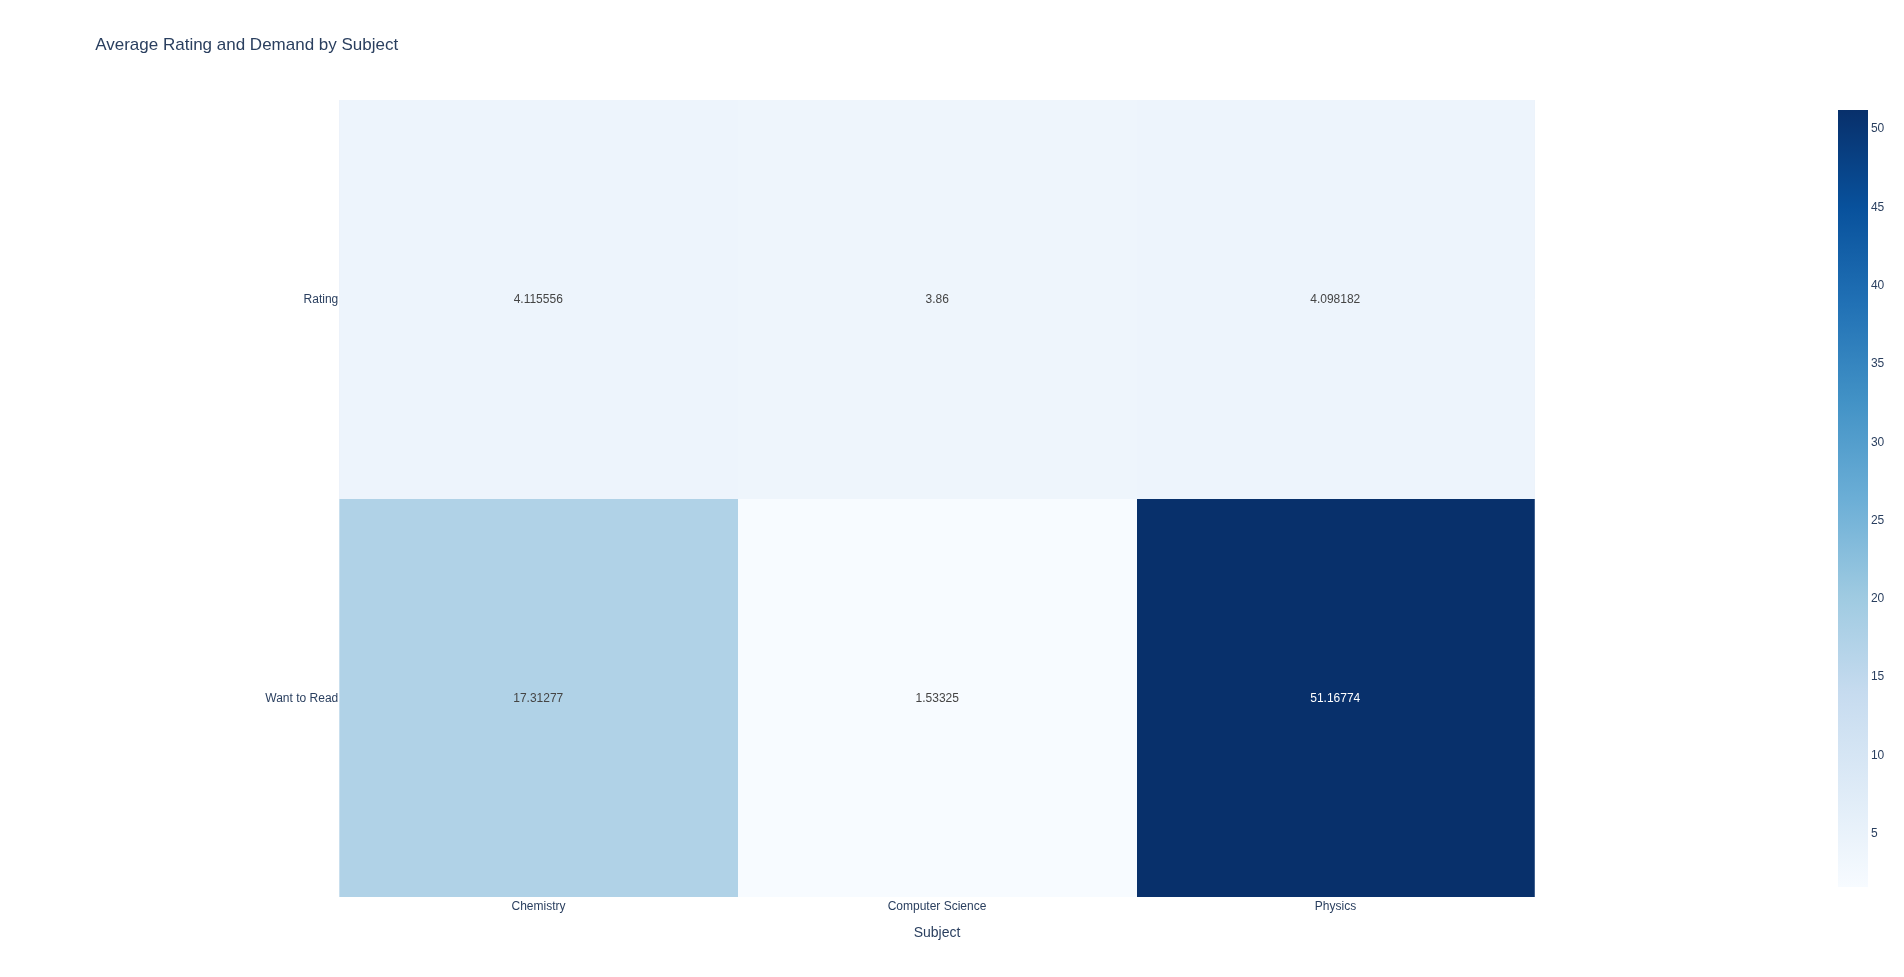 Average Rating and Demand by Subject
Rating
4.115556
3.86
4.098182
Want to Read
17.31277
1.53325
51.16774
Chemistry
Computer Science
Physics
Subject
50
45
40
35
30
25
20
15
10
5